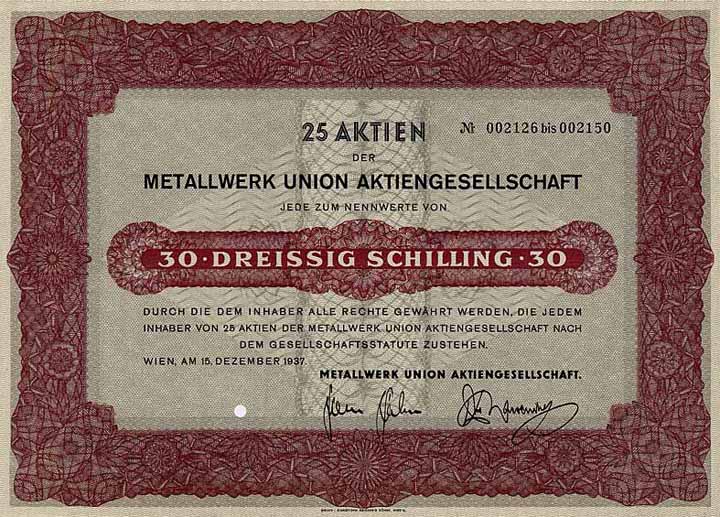 25 AKTIEN
№ 002126 bis 002150
DER
METALLWERK UNION AKTIENGESELLSCHAFT
JEDE ZUM NENNWERTE VON
30 · DREISSIG SCHILLING · 30
DURCH DIE DEM INHABER ALLE RECHTE GEWÄHRT WERDEN, DIE JEDEM
INHABER VON 25 AKTIEN DER METALLWERK UNION AKTIENGESELLSCHAFT NACH
DEM GESELLSCHAFTSSTATUTE ZUSTEHEN.
WIEN, AM 15. DEZEMBER 1937.
METALLWERK UNION AKTIENGESELLSCHAFT.